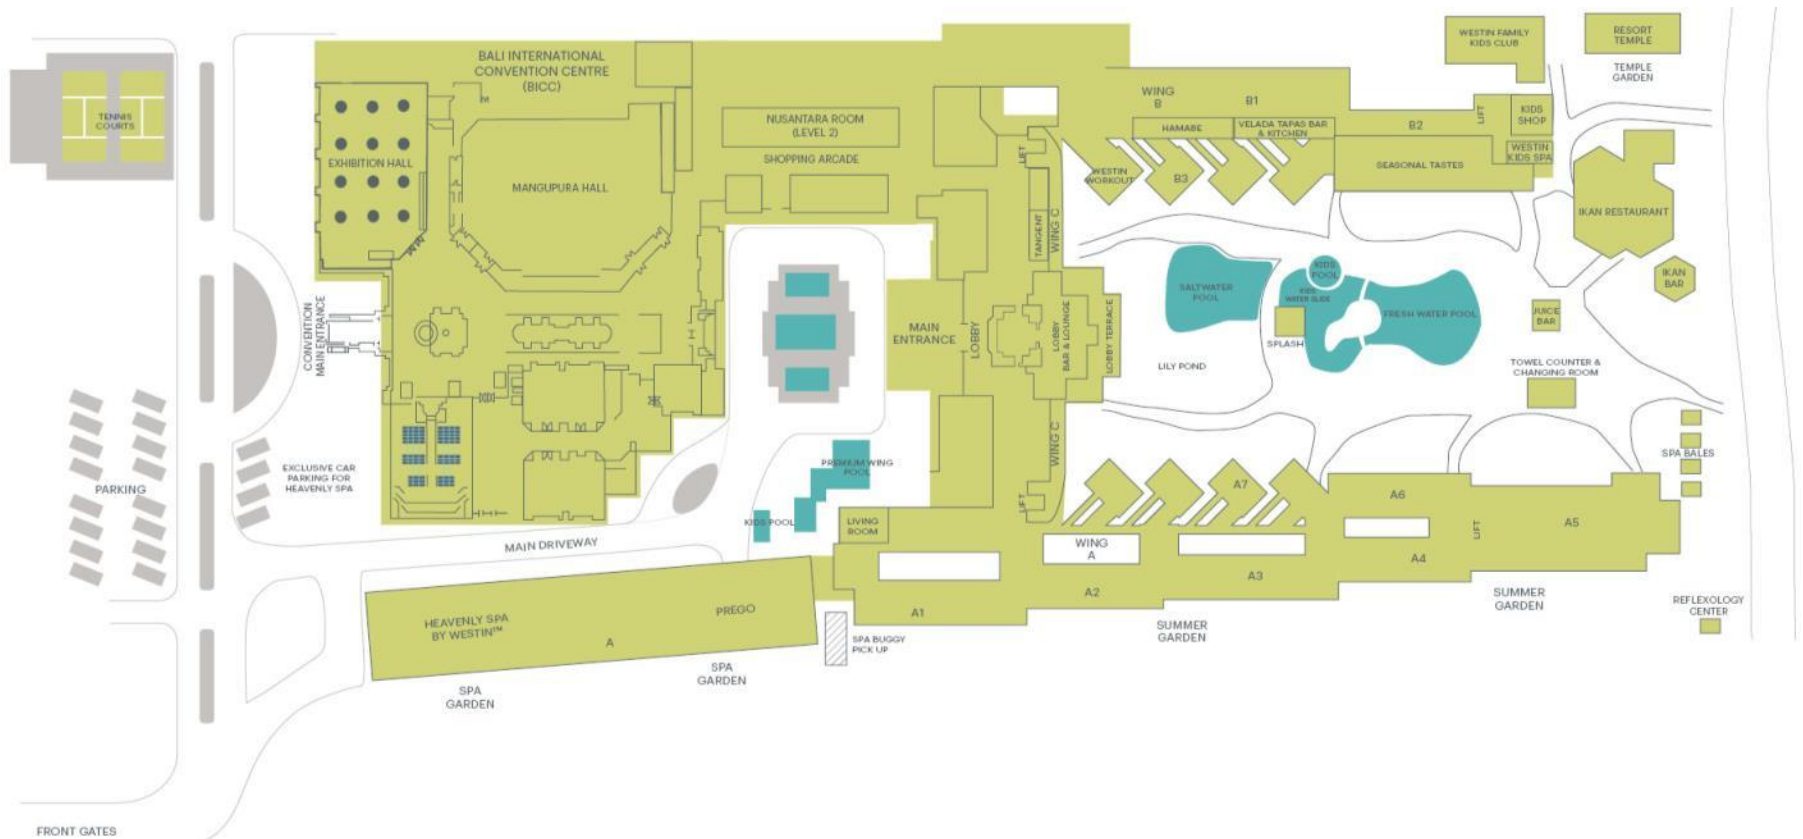 WESTIN FAMILY
KIDS CLUB
RESORT
TEMPLE
TEMPLE
GARDEN
BALI INTERNATIONAL
CONVENTION CENTRE
(BICC)
WING
B
B1
B2
LIFT
KIDS
SHOP
TENNIS
COURTS
NUSANTARA ROOM
(LEVEL 2)
HAMABE
VELADA TAPAS BAR
& KITCHEN
SHOPPING ARCADE
EXHIBITION HALL
MANGUPURA HALL
LIFT
WESTIN
WORKOUT
B3
SEASONAL TASTES
WESTIN
KIDS SPA
IKAN RESTAURANT
TANGENT
WING C
KIDS
POOL
IKAN
BAR
SALTWATER
POOL
KIDS
WATER SLIDE
FRESH WATER POOL
JUICE
BAR
CONVENTION
MAIN ENTRANCE
MAIN
ENTRANCE
LOBBY
LOBBY
BAR & LOUNGE
LOBBY TERRACE
SPLASH
LILY POND
TOWEL COUNTER &
CHANGING ROOM
WING C
SPA BALES
EXCLUSIVE CAR
PARKING FOR
HEAVENLY SPA
PARKING
PREMIUM WING
POOL
KIDS POOL
LIVING
ROOM
LIFT
A7
A6
LIFT
A5
MAIN DRIVEWAY
WING
A
A4
A3
A2
A1
SUMMER
GARDEN
REFLEXOLOGY
CENTER
HEAVENLY SPA
BY WESTIN™
PREGO
A
SUMMER
GARDEN
SPA BUGGY
PICK UP
SPA
GARDEN
SPA
GARDEN
FRONT GATES